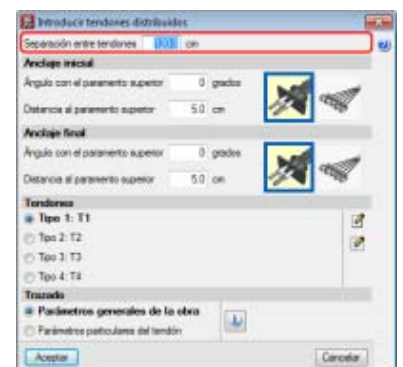 Introducir tendones distribuidos
Separación entre tendones cm
Anclaje inicial
Ángulo con el paramento superior 0 grados
Distancia al paramento superior 5.0 cm
Anclaje final
Ángulo con el paramento superior 0 grados
Distancia al paramento superior 5.0 cm
Tendones
Tipo 1: T1
Tipo 2: T2
Tipo 3: T3
Tipo 4: T4
Trazado
Parámetros generales de la obra
Parámetros particulares del tendón
Aceptar Cancelar